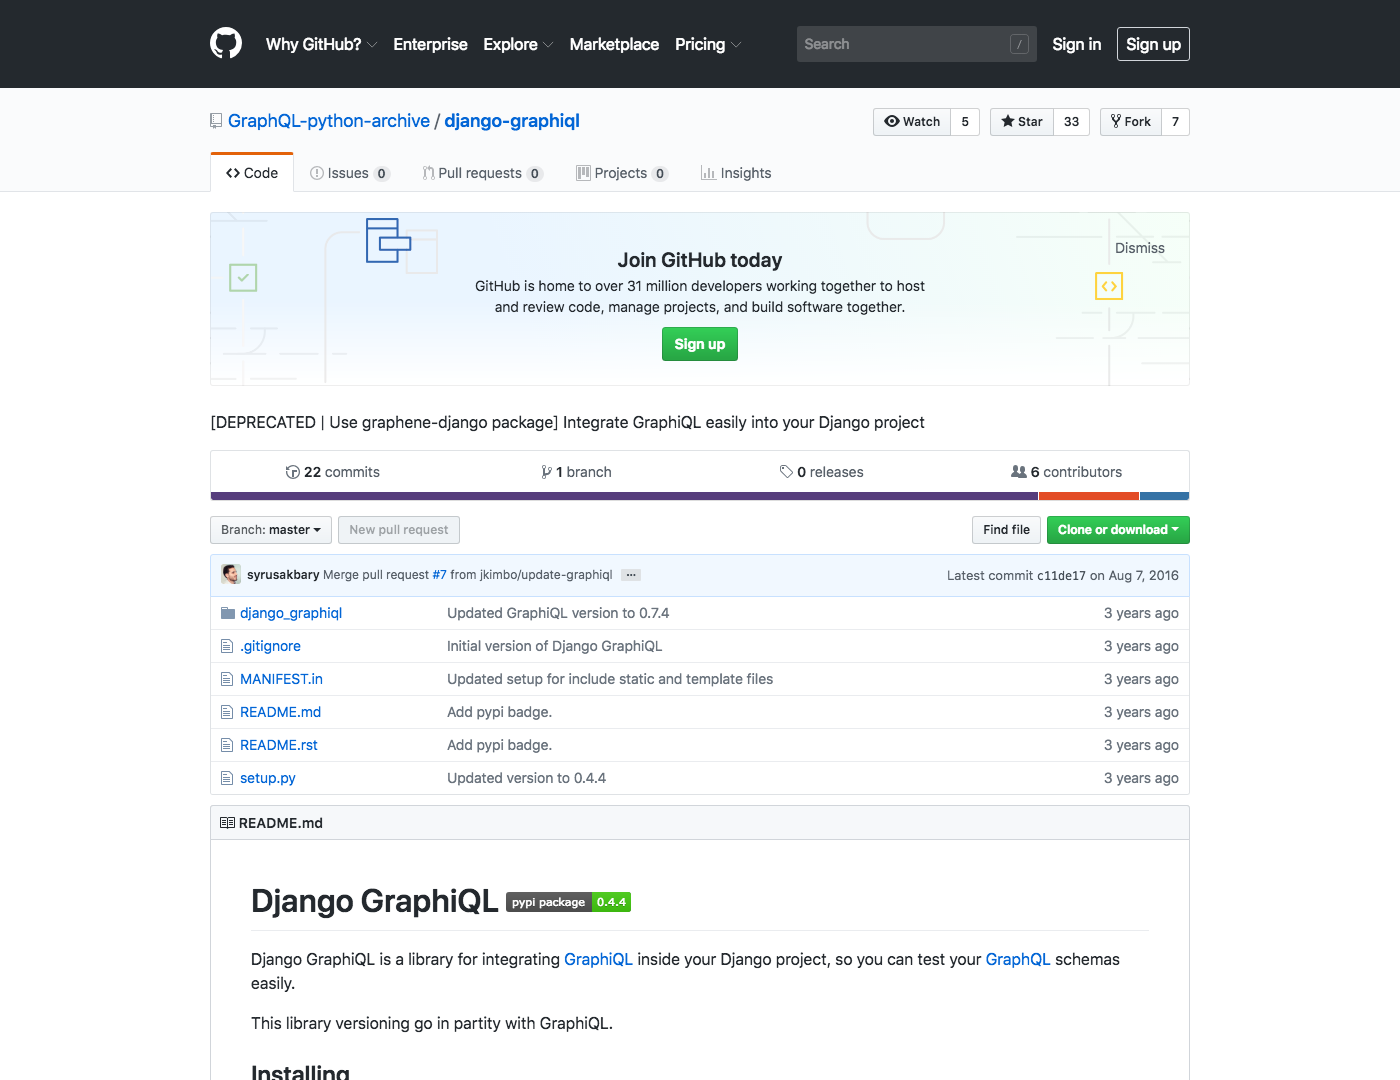 Why GitHub? Enterprise Explore Marketplace Pricing Search / Sign in Sign up
GraphQL-python-archive / django-graphiql Watch 5 Star 33 Fork 7
Code Issues 0 Pull requests 0 Projects 0 Insights
Dismiss
Join GitHub today
GitHub is home to over 31 million developers working together to host
and review code, manage projects, and build software together.
Sign up
[DEPRECATED | Use graphene-django package] Integrate GraphiQL easily into your Django project
22 commits 1 branch 0 releases 6 contributors
Branch: master New pull request Find file Clone or download
syrusakbary Merge pull request #7 from jkimbo/update-graphiql ... Latest commit c11de17 on Aug 7, 2016
django_graphiql Updated GraphiQL version to 0.7.4 3 years ago
.gitignore Initial version of Django GraphiQL 3 years ago
MANIFEST.in Updated setup for include static and template files 3 years ago
README.md Add pypi badge. 3 years ago
README.rst Add pypi badge. 3 years ago
setup.py Updated version to 0.4.4 3 years ago
README.md
Django GraphiQL pypi package 0.4.4
Django GraphiQL is a library for integrating GraphiQL inside your Django project, so you can test your GraphQL schemas
easily.
This library versioning go in partity with GraphiQL.
Installing